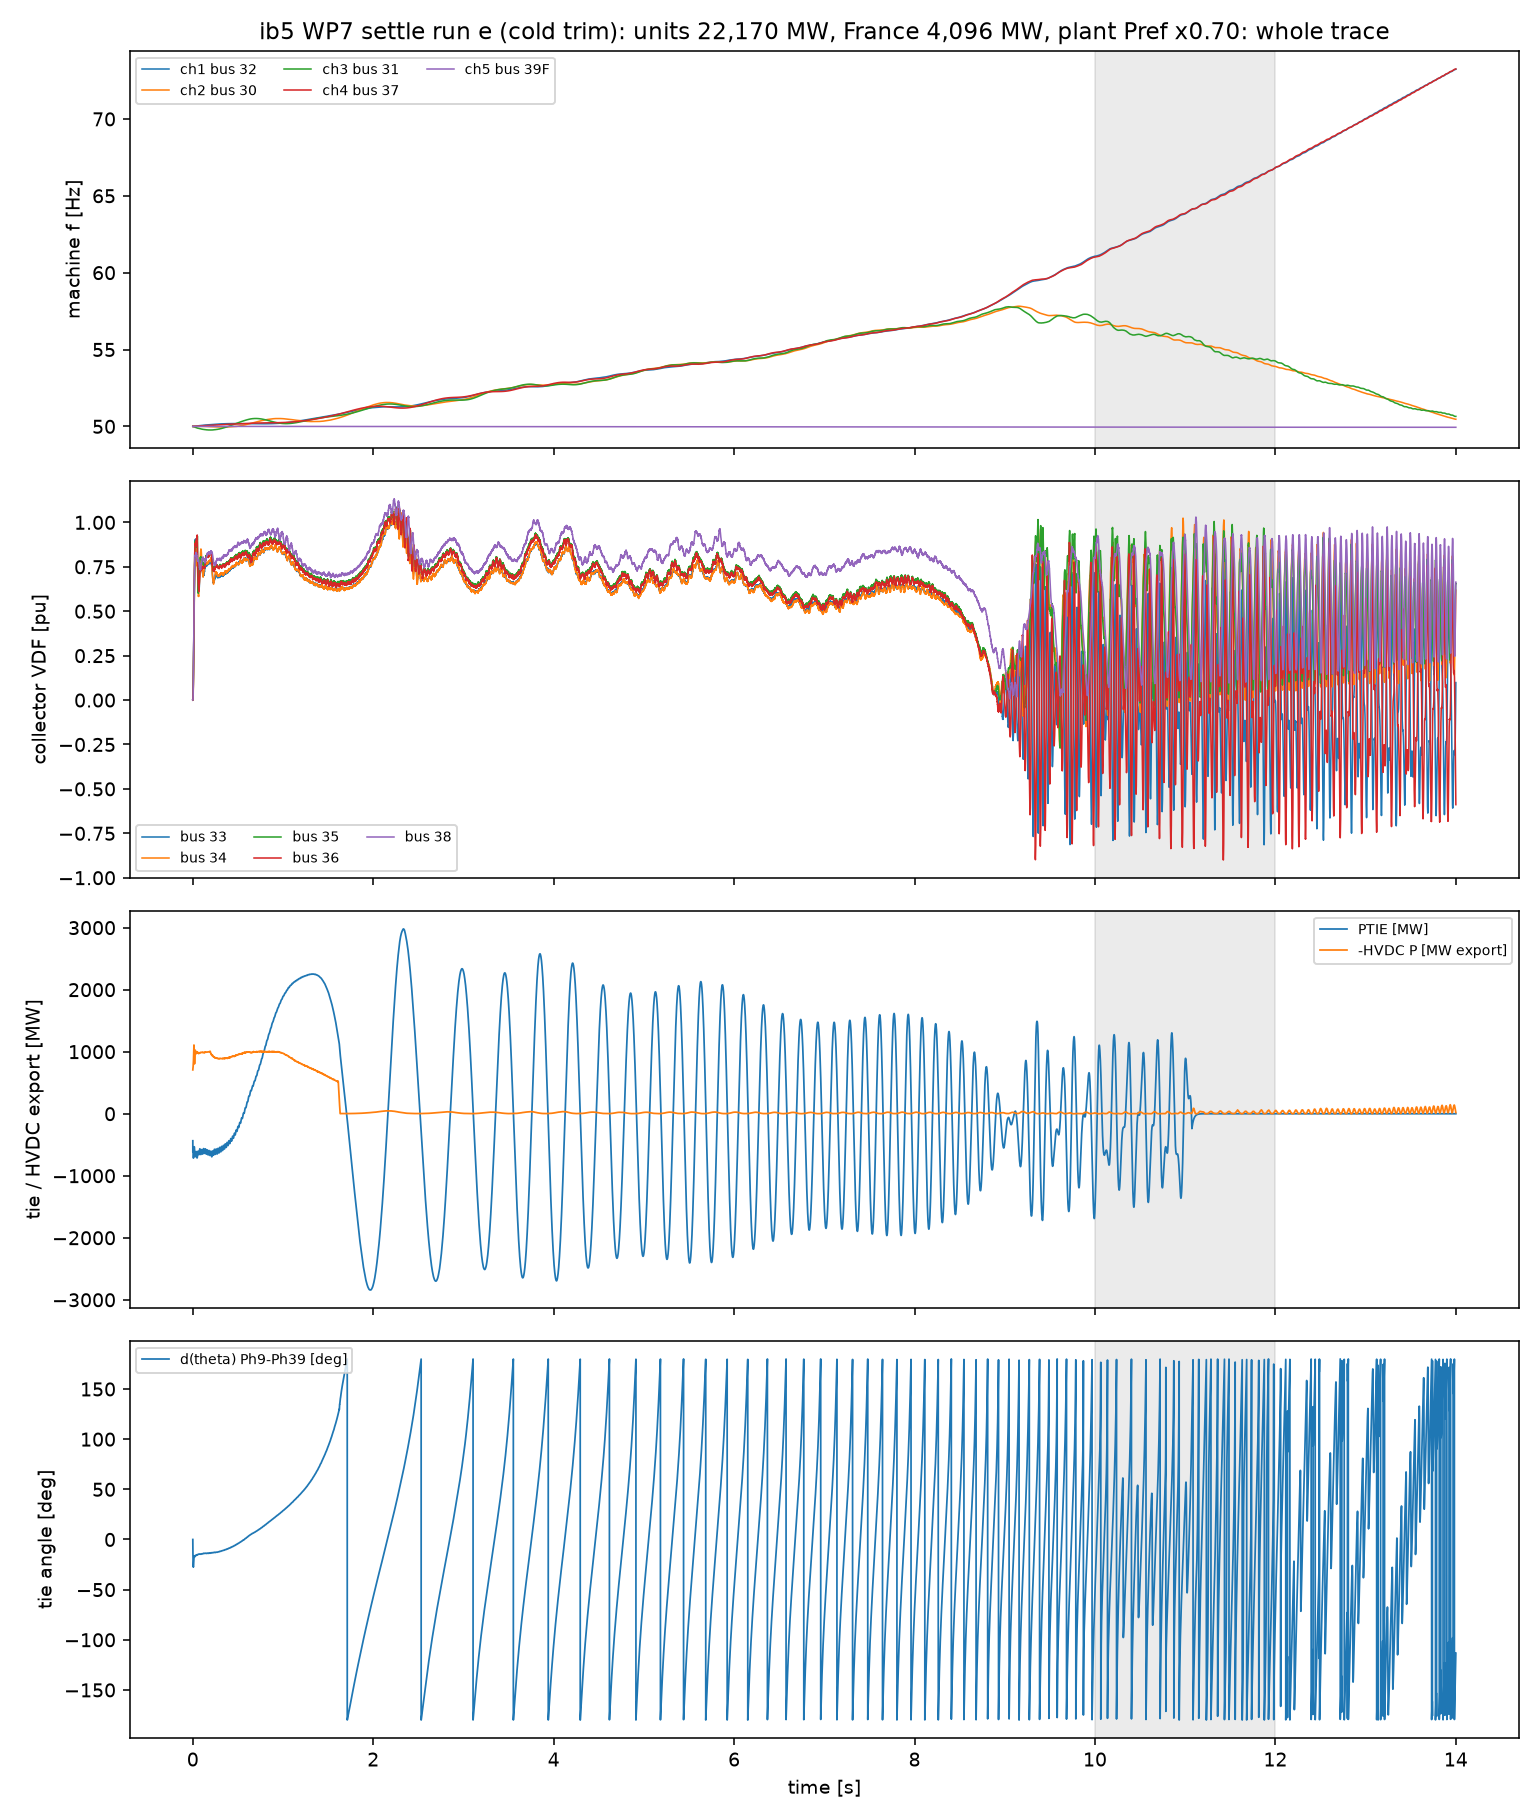 ib5 WP7 settle run e (cold trim): units 22,170 MW, France 4,096 MW, plant Pref x0.70: whole trace
ch1 bus 32
ch2 bus 30
ch3 bus 31
ch4 bus 37
ch5 bus 39F
machine f [Hz]
70
65
60
55
50
collector VDF [pu]
1.00
0.75
0.50
0.25
0.00
−0.25
−0.50
−0.75
−1.00
bus 33
bus 34
bus 35
bus 36
bus 38
tie / HVDC export [MW]
3000
2000
1000
0
−1000
−2000
−3000
PTIE [MW]
-HVDC P [MW export]
tie angle [deg]
150
100
50
0
−50
−100
−150
d(theta) Ph9-Ph39 [deg]
0 2 4 6 8 10 12 14
time [s]